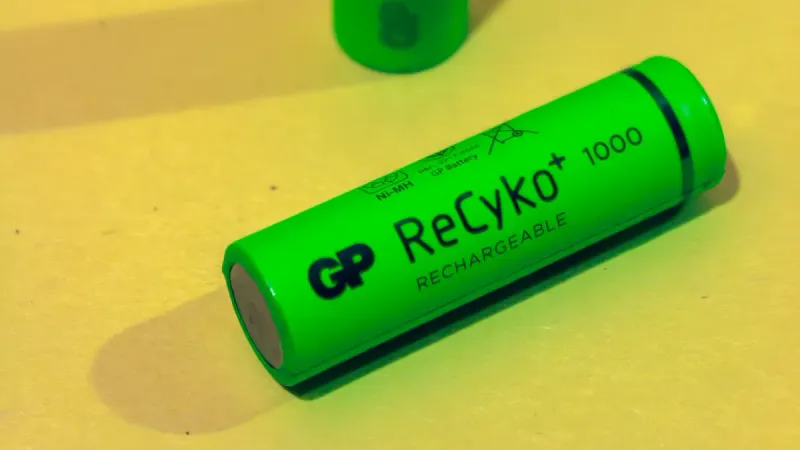 Ni-MH
GP Battery
GP ReCyko+ 1000
RECHARGEABLE